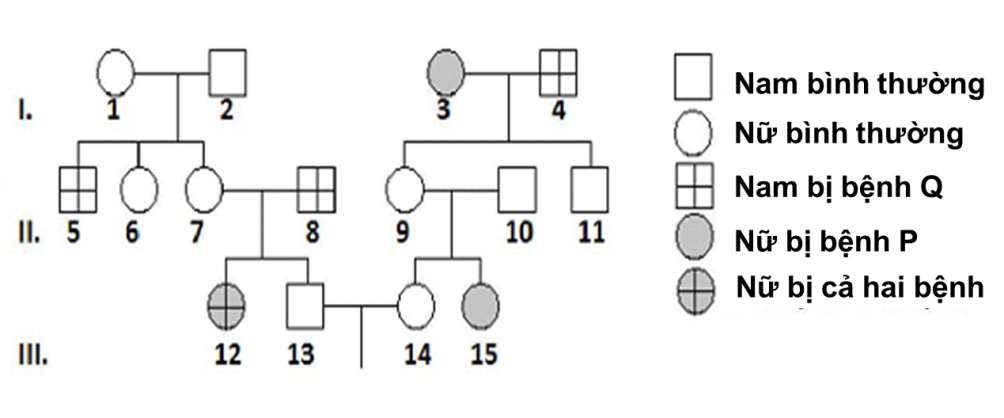 I.
1 2 3 4
II.
5 6 7 8 9 10 11
III.
12 13 14 15
Nam bình thường
Nữ bình thường
Nam bị bệnh Q
Nữ bị bệnh P
Nữ bị cả hai bệnh